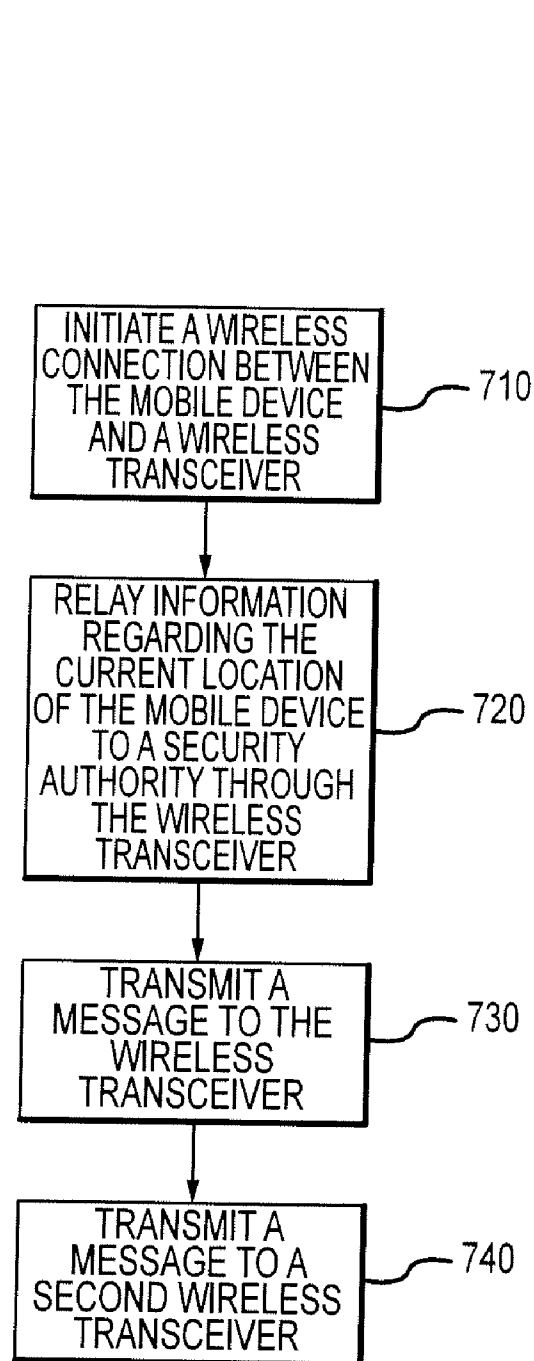 INITIATE A WIRELESS
CONNECTION BETWEEN
THE MOBILE DEVICE
AND A WIRELESS
TRANSCEIVER
710
RELAY INFORMATION
REGARDING THE
CURRENT LOCATION
OF THE MOBILE DEVICE
TO A SECURITY
AUTHORITY THROUGH
THE WIRELESS
TRANSCEIVER
720
TRANSMIT A
MESSAGE TO THE
WIRELESS
TRANSCEIVER
730
TRANSMIT A
MESSAGE TO A
SECOND WIRELESS
TRANSCEIVER
740